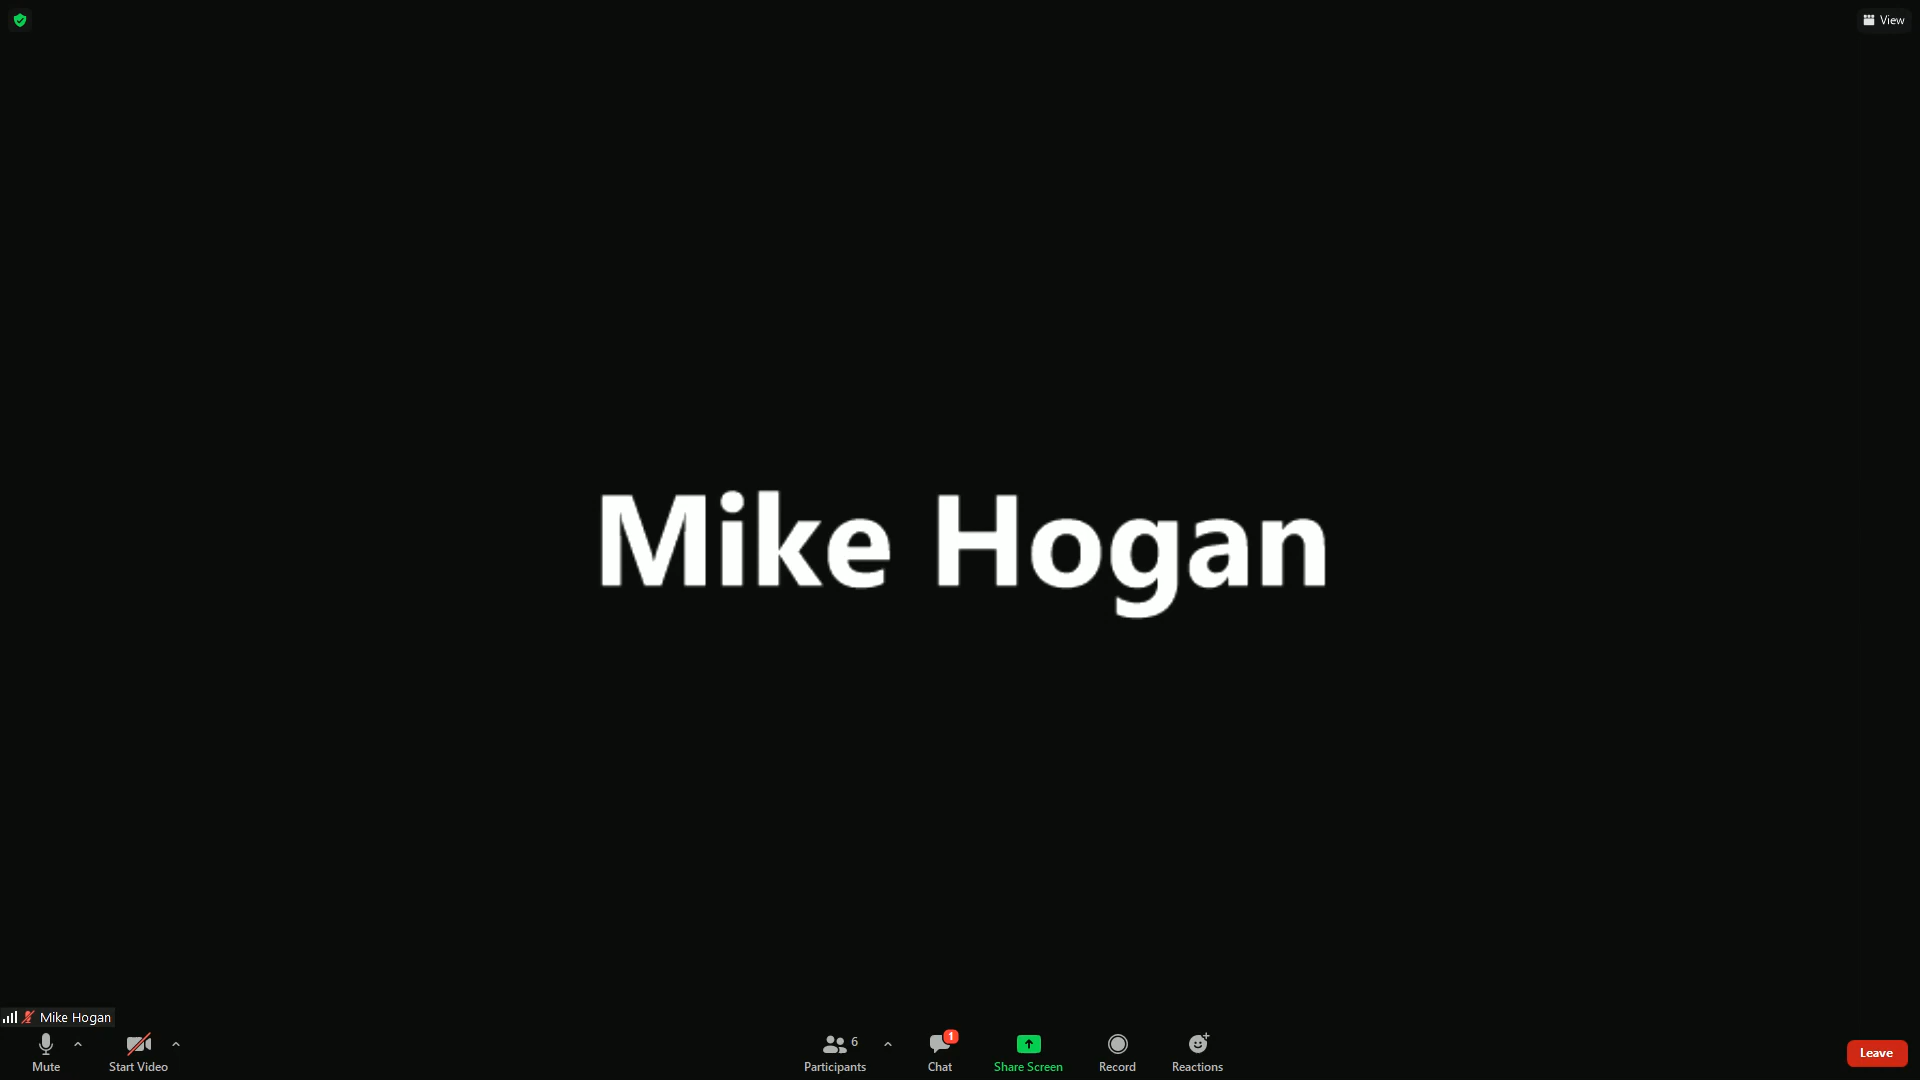 View
Mike Hogan
Mike Hogan
Mute
Start Video
6
Participants
1
Chat
Share Screen
Record
Reactions
Leave